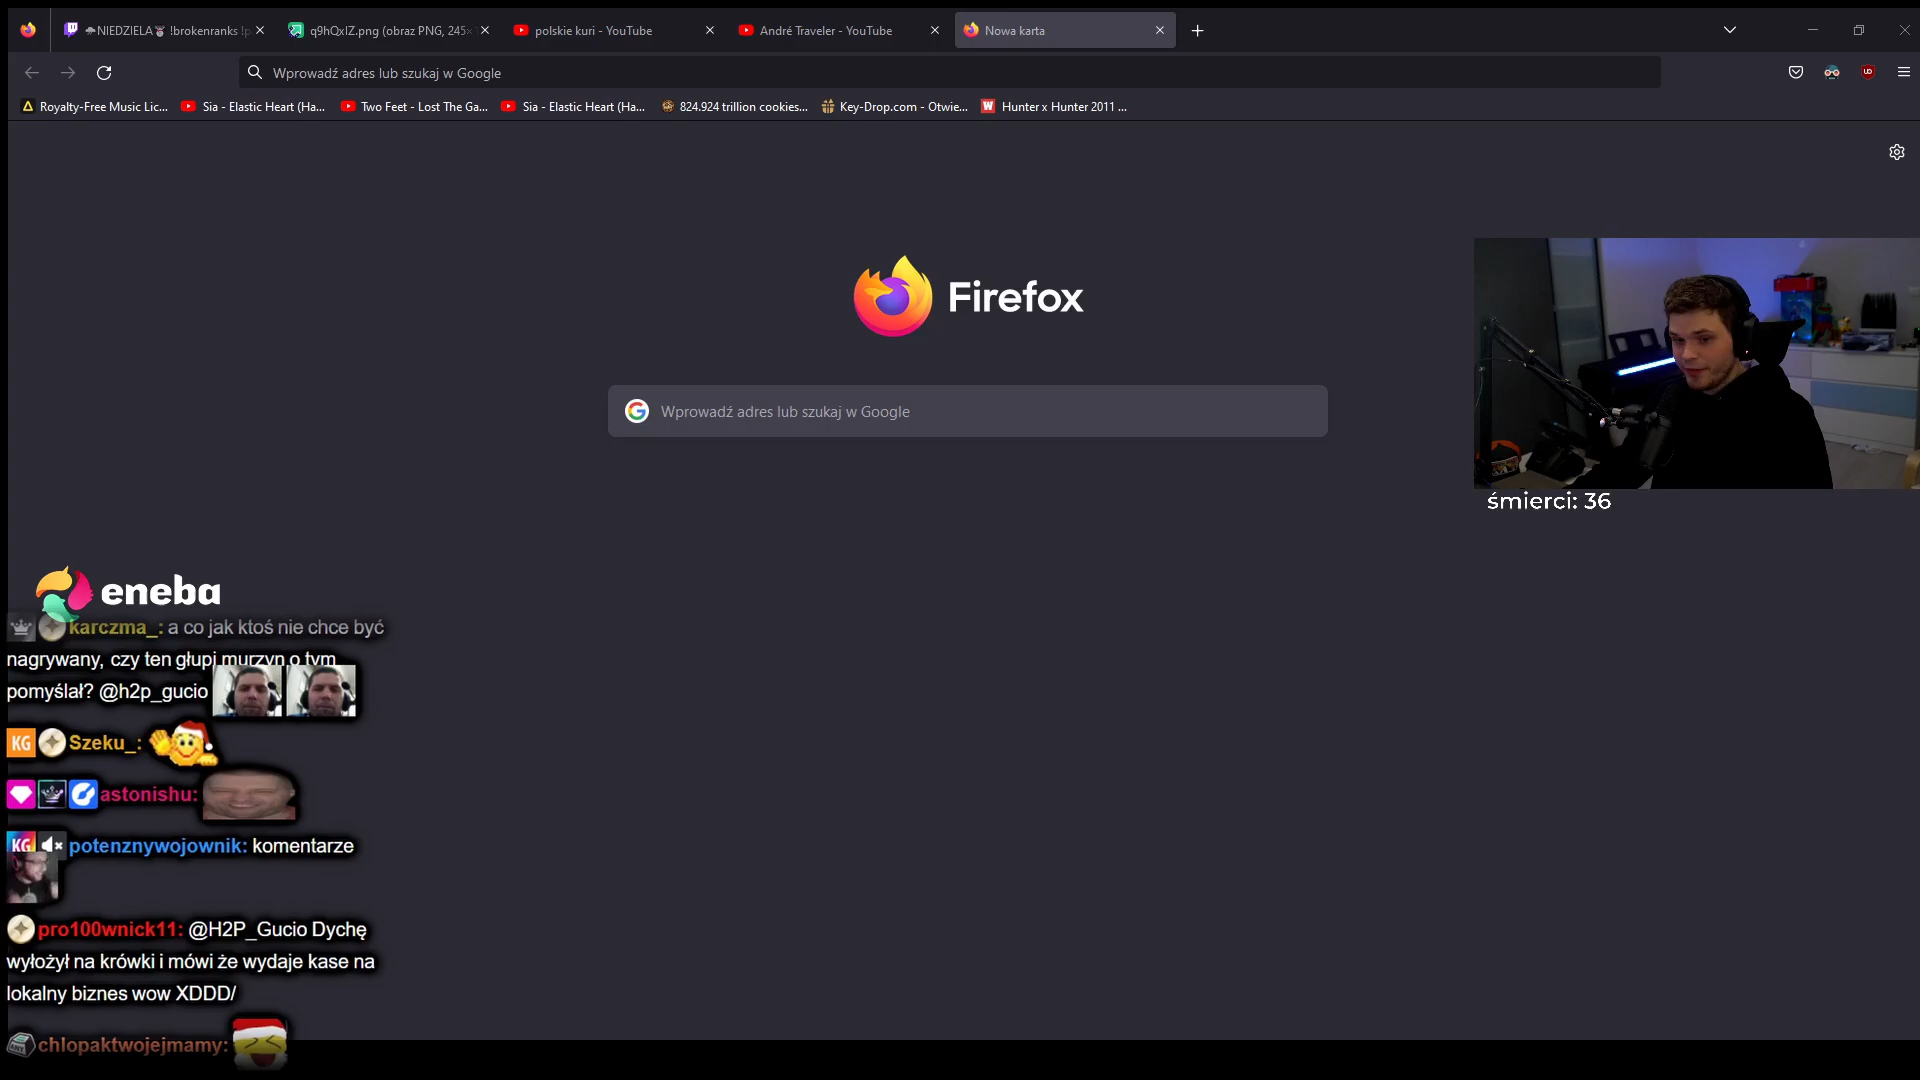 NIEDZIELA !brokenranks !p
q9hQxIZ.png (obraz PNG, 245×
polskie kuri - YouTube
André Traveler - YouTube
Nowa karta
Wprowadź adres lub szukaj w Google
Royalty-Free Music Lic...
Sia - Elastic Heart (Ha...
Two Feet - Lost The Ga...
Sia - Elastic Heart (Ha...
824.924 trillion cookies...
Key-Drop.com - Otwie...
Hunter x Hunter 2011 ...
Firefox
Wprowadź adres lub szukaj w Google
śmierci: 36
eneba
karczma_: a co jak ktoś nie chce być
nagrywany, czy ten głupi murzyn o tym
pomyślał? @h2p_gucio
KG Szeku_:
astonishu:
KG potenznywojownik: komentarze
pro100wnick11: @H2P_Gucio Dychę
wyłożył na krówki i mówi że wydaje kase na
lokalny biznes wow XDDD/
chlopaktwojejmamy: